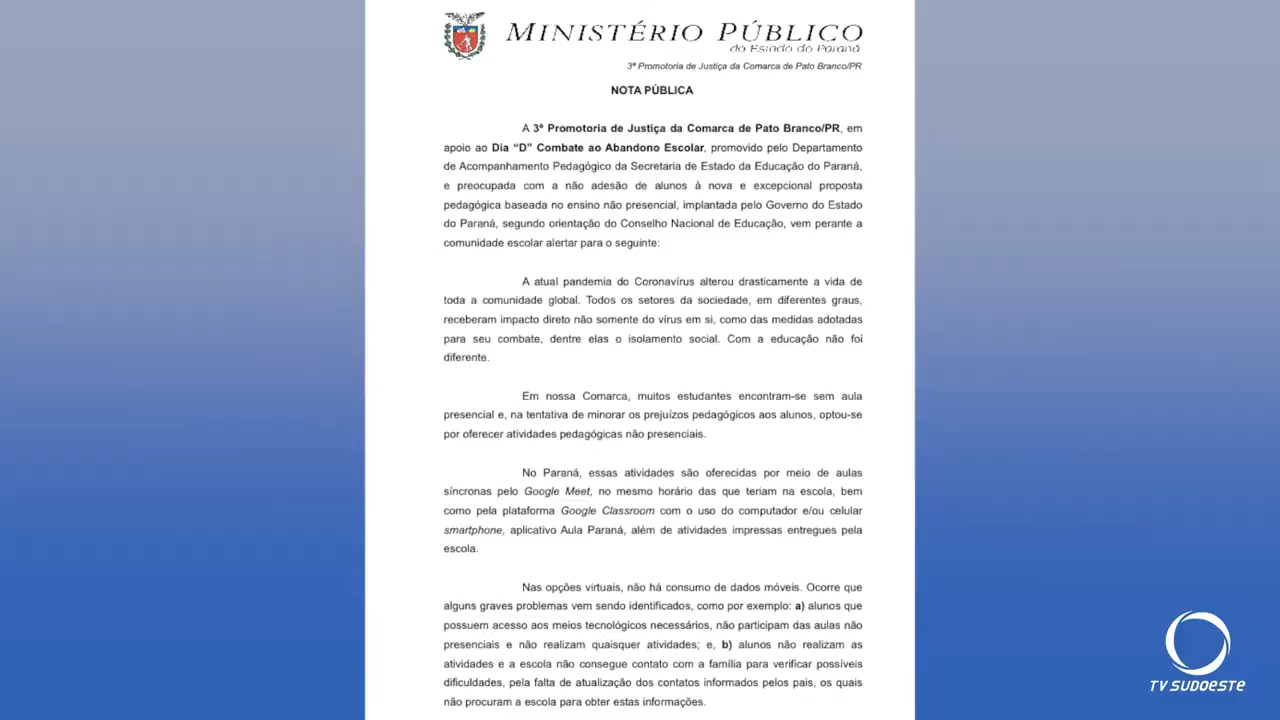 MINISTÉRIO PÚBLICO
do Estado do Paraná
3ª Promotoria de Justiça da Comarca de Pato Branco/PR
NOTA PÚBLICA
A 3ª Promotoria de Justiça da Comarca de Pato Branco/PR, em
apoio ao Dia “D” Combate ao Abandono Escolar, promovido pelo Departamento
de Acompanhamento Pedagógico da Secretaria de Estado da Educação do Paraná,
e preocupada com a não adesão de alunos à nova e excepcional proposta
pedagógica baseada no ensino não presencial, implantada pelo Governo do Estado
do Paraná, segundo orientação do Conselho Nacional de Educação, vem perante a
comunidade escolar alertar para o seguinte:
A atual pandemia do Coronavírus alterou drasticamente a vida de
toda a comunidade global. Todos os setores da sociedade, em diferentes graus,
receberam impacto direto não somente do vírus em si, como das medidas adotadas
para seu combate, dentre elas o isolamento social. Com a educação não foi
diferente.
Em nossa Comarca, muitos estudantes encontram-se sem aula
presencial e, na tentativa de minorar os prejuízos pedagógicos aos alunos, optou-se
por oferecer atividades pedagógicas não presenciais.
No Paraná, essas atividades são oferecidas por meio de aulas
síncronas pelo Google Meet, no mesmo horário das que teriam na escola, bem
como pela plataforma Google Classroom com o uso do computador e/ou celular
smartphone, aplicativo Aula Paraná, além de atividades impressas entregues pela
escola.
Nas opções virtuais, não há consumo de dados móveis. Ocorre que
alguns graves problemas vem sendo identificados, como por exemplo: a) alunos que
possuem acesso aos meios tecnológicos necessários, não participam das aulas não
presenciais e não realizam quaisquer atividades; e, b) alunos não realizam as
atividades e a escola não consegue contato com a família para verificar possíveis
dificuldades, pela falta de atualização dos contatos informados pelos pais, os quais
não procuram a escola para obter estas informações.
TV SUDOESTE